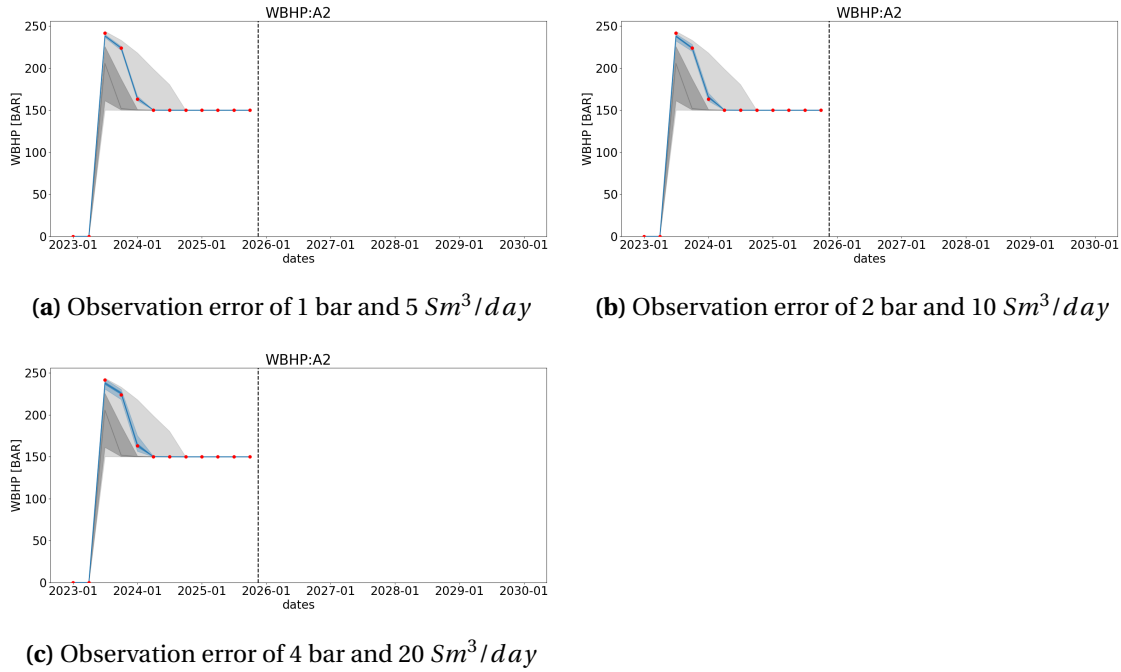 WBHP:A2
WBHP [BAR]
250
200
150
100
50
0
2023-01 2024-01 2025-01 2026-01 2027-01 2028-01 2029-01 2030-01
dates
(a) Observation error of 1 bar and 5 Sm³/day
WBHP:A2
WBHP [BAR]
250
200
150
100
50
0
2023-01 2024-01 2025-01 2026-01 2027-01 2028-01 2029-01 2030-01
dates
(b) Observation error of 2 bar and 10 Sm³/day
WBHP:A2
WBHP [BAR]
250
200
150
100
50
0
2023-01 2024-01 2025-01 2026-01 2027-01 2028-01 2029-01 2030-01
dates
(c) Observation error of 4 bar and 20 Sm³/day